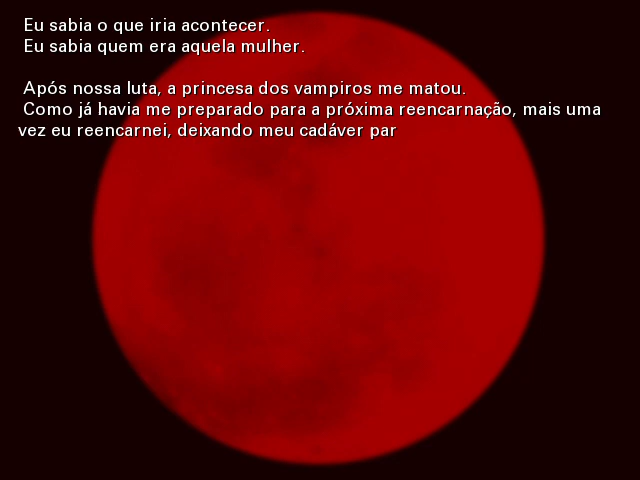 Eu sabia o que iria acontecer.
Eu sabia quem era aquela mulher.
Após nossa luta, a princesa dos vampiros me matou.
Como já havia me preparado para a próxima reencarnação, mais uma
vez eu reencarnei, deixando meu cadáver par